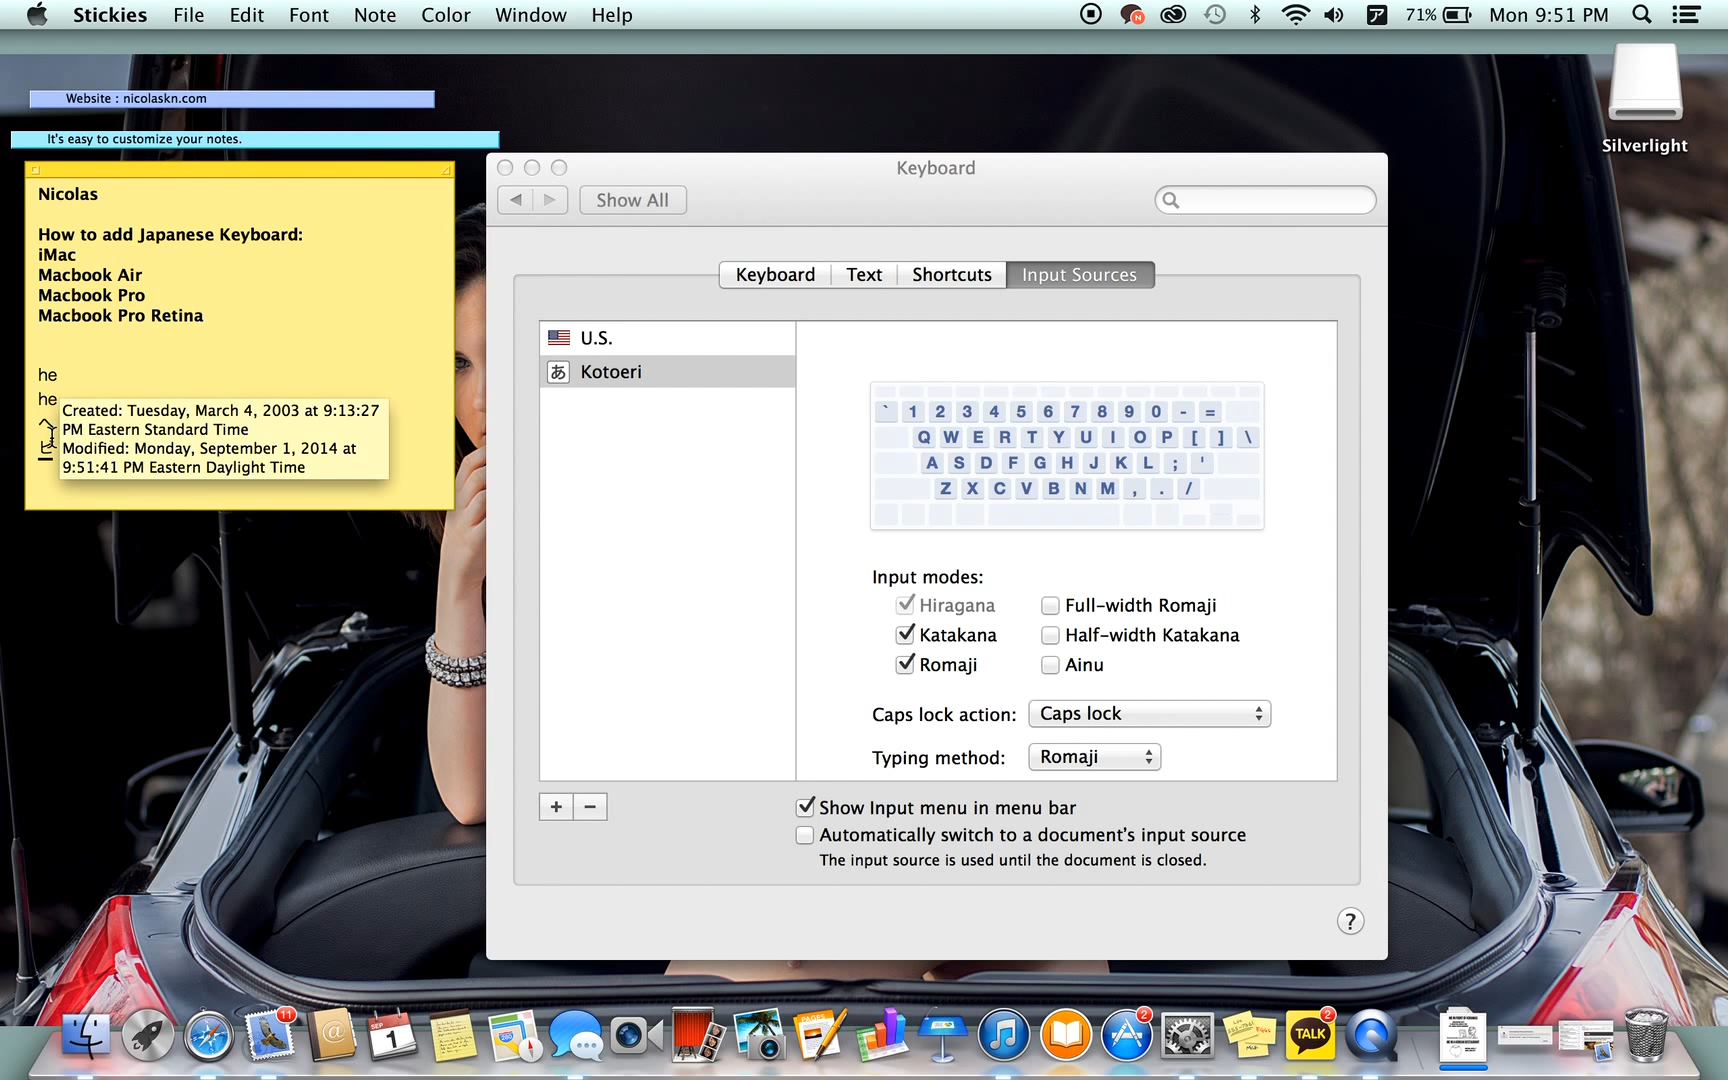 Stickies File Edit Font Note Color Window Help 71% Mon 9:51 PM
Silverlight
Website : nicolaskn.com
It's easy to customize your notes.
Nicolas
How to add Japanese Keyboard:
iMac
Macbook Air
Macbook Pro
Macbook Pro Retina
he
he
Created: Tuesday, March 4, 2003 at 9:13:27
PM Eastern Standard Time
Modified: Monday, September 1, 2014 at
9:51:41 PM Eastern Daylight Time
Keyboard
Show All
Keyboard Text Shortcuts Input Sources
U.S.
あ Kotoeri
` 1 2 3 4 5 6 7 8 9 0 - =
Q W E R T Y U I O P [ ] \
A S D F G H J K L ; '
Z X C V B N M , . /
Input modes:
Hiragana Full-width Romaji
Katakana Half-width Katakana
Romaji Ainu
Caps lock action: Caps lock
Typing method: Romaji
+ −
Show Input menu in menu bar
Automatically switch to a document's input source
The input source is used until the document is closed.
?
11
SEP
1
PAGES
2
TALK
2